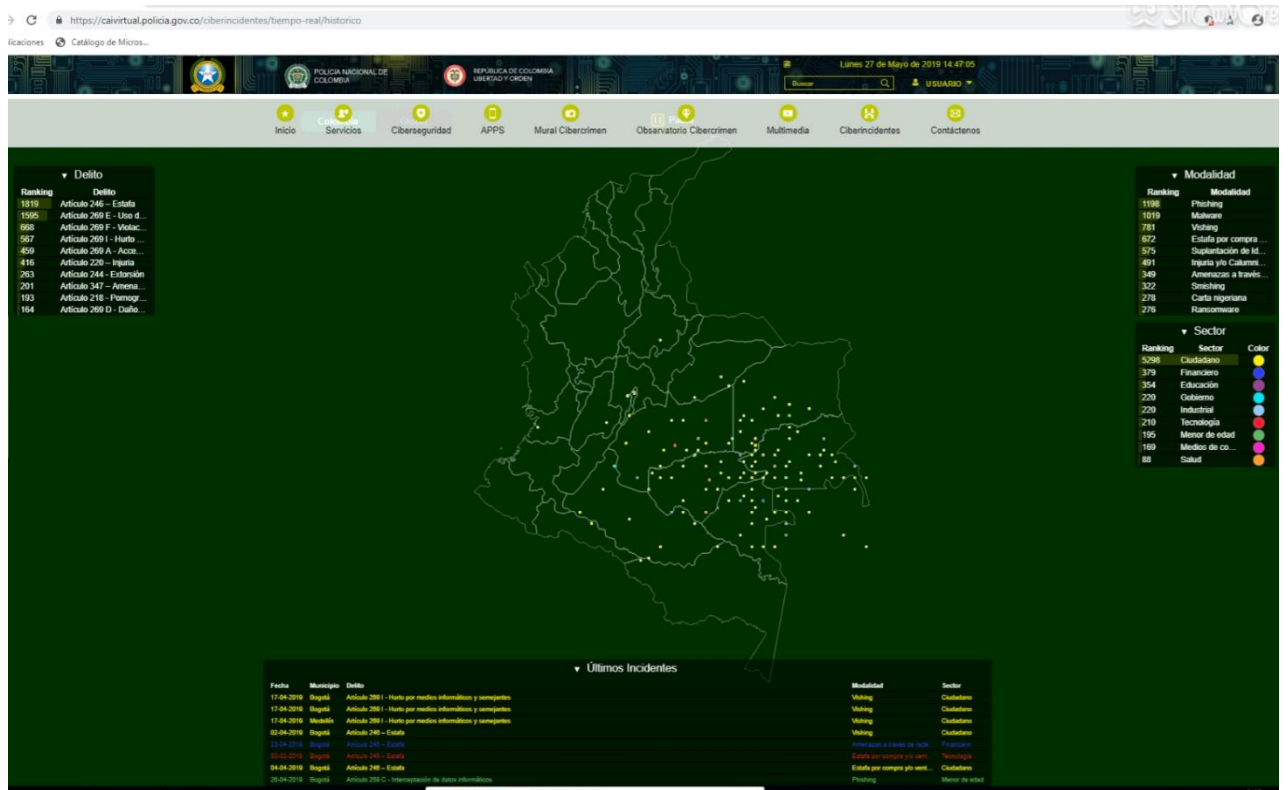 https://caivirtual.policia.gov.co/ciberincidentes/tiempo-real/historico
ShowMore
licaciones Catálogo de Micros...
POLICIA NACIONAL DE COLOMBIA
REPÚBLICA DE COLOMBIA
LIBERTAD Y ORDEN
Lunes 27 de Mayo de 2019 14:47:05
Buscar
USUARIO
Inicio Servicios Ciberseguridad APPS Mural Cibercrimen Observatorio Cibercrimen Multimedia Ciberincidentes Contáctenos
Delito
Ranking Delito
1819 Artículo 246 – Estafa
1595 Artículo 269 E - Uso d...
668 Artículo 269 F - Violac...
567 Artículo 269 I - Hurto ...
459 Artículo 269 A - Acce...
416 Artículo 220 – Injuria
263 Artículo 244 - Extorsión
201 Artículo 347 – Amena...
193 Artículo 218 - Pornogr...
164 Artículo 269 D - Daño...
Modalidad
Ranking Modalidad
1198 Phishing
1019 Malware
781 Vishing
672 Estafa por compra ...
575 Suplantación de Id...
491 Injuria y/o Calumni...
349 Amenazas a través...
322 Smishing
278 Carta nigeriana
276 Ransomware
Sector
Ranking Sector Color
5298 Ciudadano
379 Financiero
354 Educación
220 Gobierno
220 Industrial
210 Tecnología
195 Menor de edad
169 Medios de co...
88 Salud
Últimos Incidentes
Fecha Municipio Delito Modalidad Sector
17-04-2019 Bogotá Artículo 269 I - Hurto por medios informáticos y semejantes Vishing Ciudadano
17-04-2019 Bogotá Artículo 269 I - Hurto por medios informáticos y semejantes Vishing Ciudadano
17-04-2019 Medellín Artículo 269 I - Hurto por medios informáticos y semejantes Vishing Ciudadano
02-04-2019 Bogotá Artículo 246 – Estafa Vishing Ciudadano
23-04-2019 Bogotá Artículo 246 – Estafa Amenazas a través de rede... Financiero
Bogotá Artículo 246 – Estafa Estafa por compra y/o vent... Tecnología
04-04-2019 Bogotá Artículo 246 – Estafa Estafa por compra y/o vent... Ciudadano
26-04-2019 Bogotá Artículo 269 C - Interceptación de datos informáticos Phishing Menor de edad